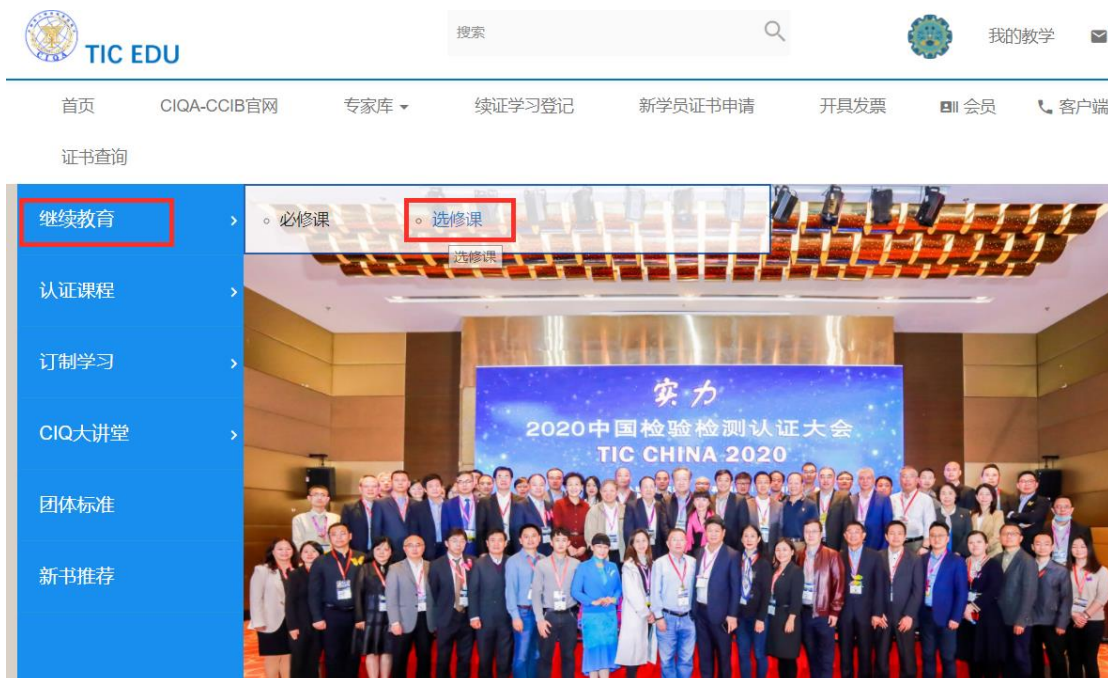 CIQA
TIC EDU
搜索
我的教学
首页
CIQA-CCIB官网
专家库
续证学习登记
新学员证书申请
开具发票
会员
客户端
证书查询
继续教育
必修课
选修课
选修课
认证课程
订制学习
CIQ大讲堂
团体标准
新书推荐
实力
2020中国检验检测认证大会
TIC CHINA 2020